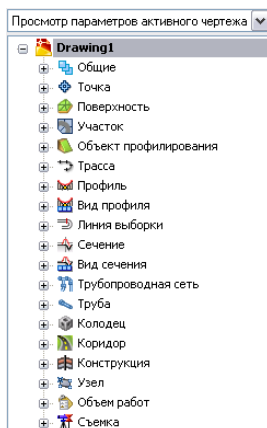 Просмотр параметров активного чертежа
Drawing1
Общие
Точка
Поверхность
Участок
Объект профилирования
Трасса
Профиль
Вид профиля
Линия выборки
Сечение
Вид сечения
Трубопроводная сеть
Труба
Колодец
Коридор
Конструкция
Узел
Объем работ
Съемка